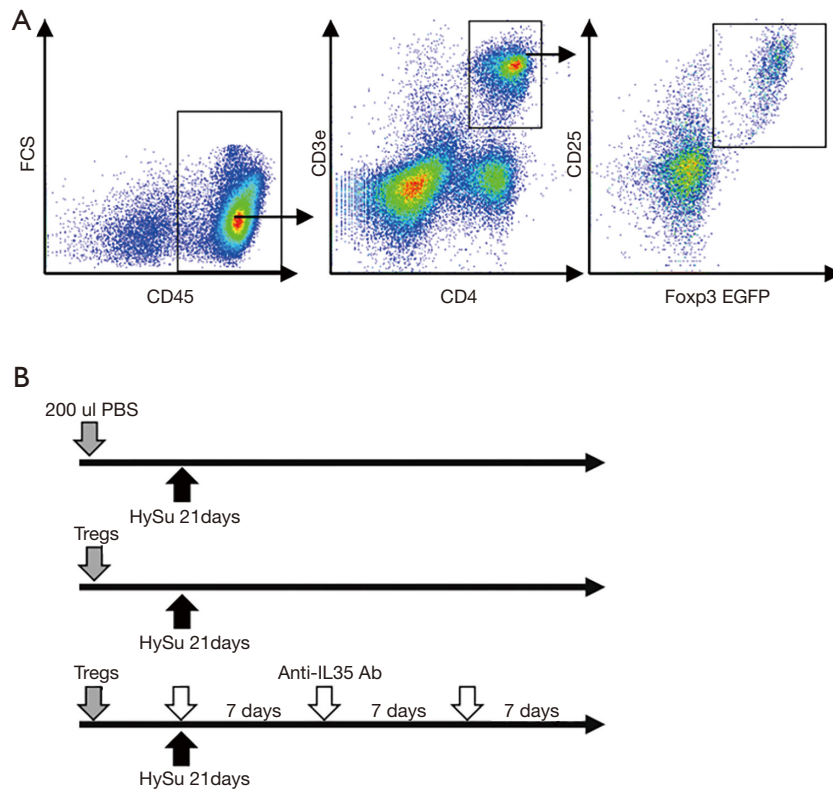 A
FCS
CD45
CD3e
CD4
CD25
Foxp3 EGFP
B
200 ul PBS
HySu 21days
Tregs
HySu 21days
Tregs
Anti-IL35 Ab
7 days
7 days
7 days
HySu 21days